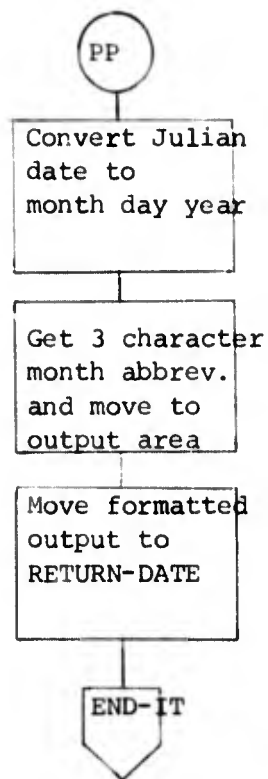 PP
Convert Julian
date to
month day year
Get 3 character
month abbrev.
and move to
output area
Move formatted
output to
RETURN-DATE
END-IT